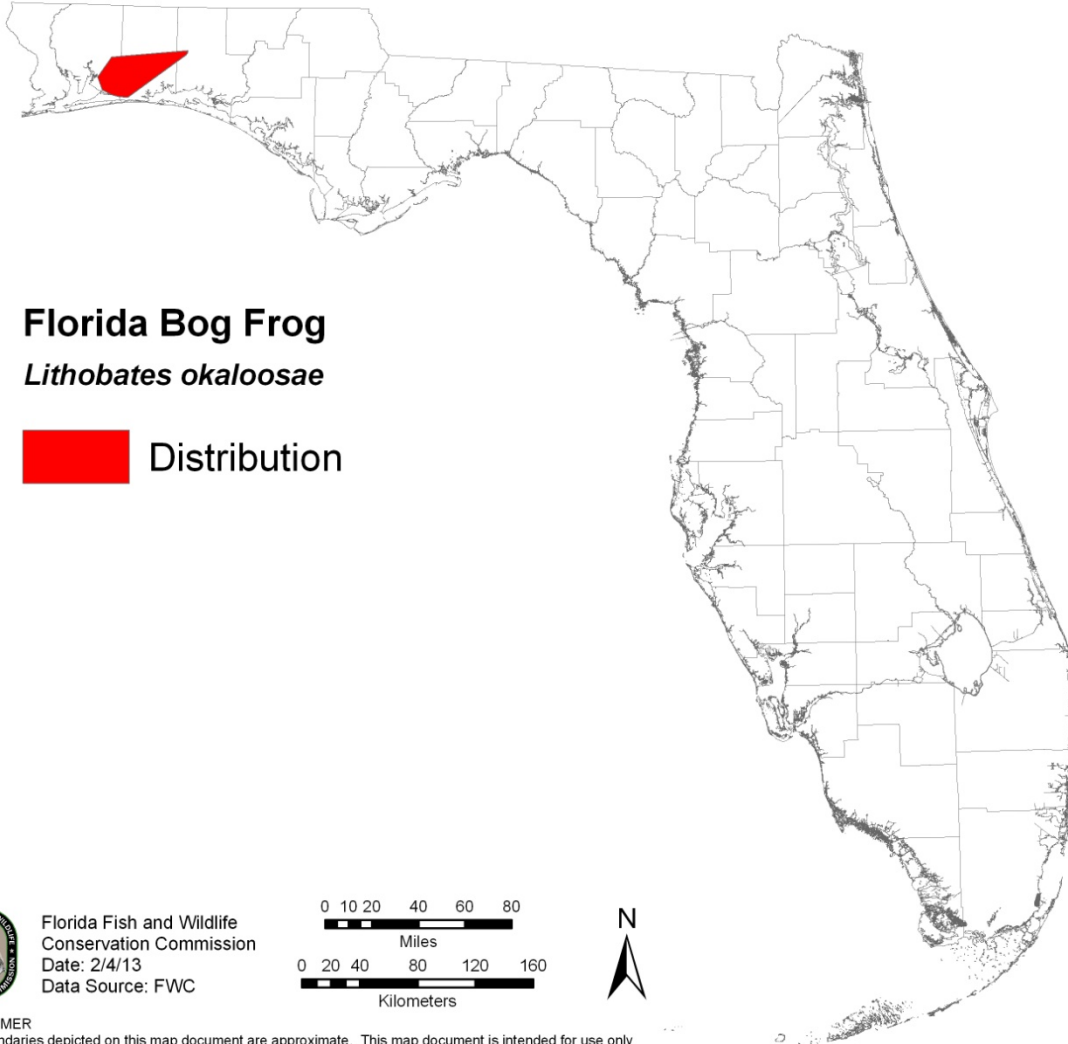 Florida Bog Frog
Lithobates okaloosae
Distribution
Florida Fish and Wildlife
Conservation Commission
Date: 2/4/13
Data Source: FWC
0 10 20 40 60 80
Miles
0 20 40 80 120 160
Kilometers
N
WILDLIFE
MER
ndaries depicted on this map document are approximate. This map document is intended for use only